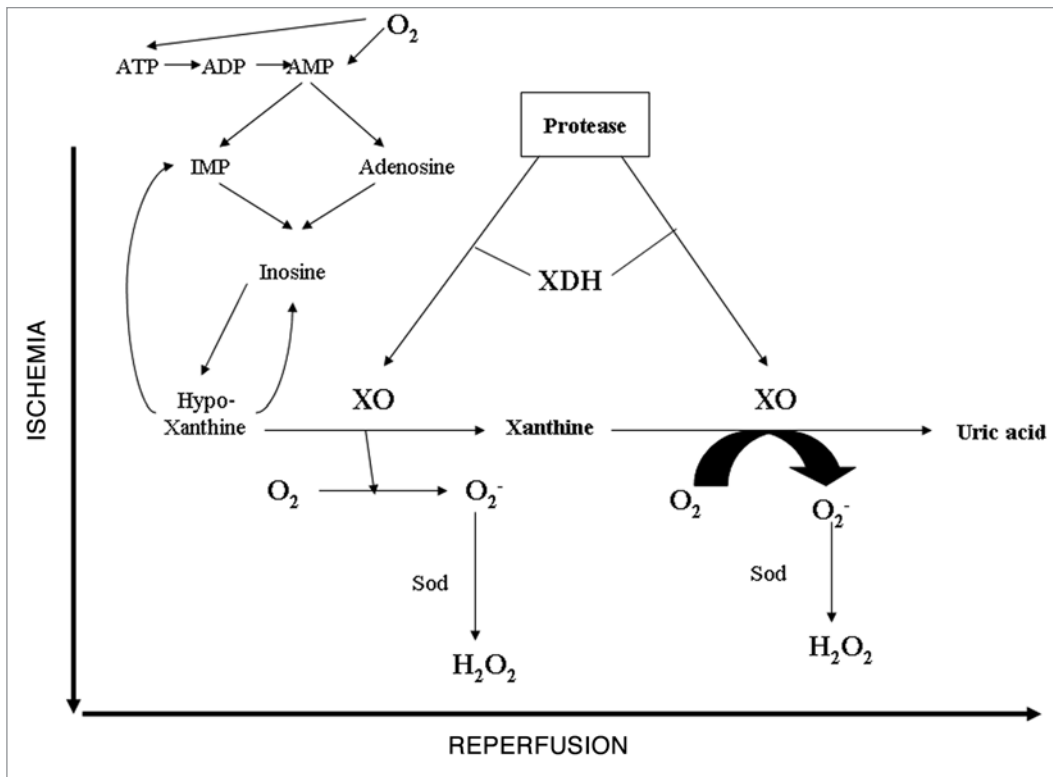 O₂
ATP ADP AMP
Protease
IMP Adenosine
Inosine
XDH
ISCHEMIA
Hypo-
Xanthine
XO
Xanthine
XO
Uric acid
O₂ O₂⁻
O₂ O₂⁻
Sod
Sod
H₂O₂
H₂O₂
REPERFUSION